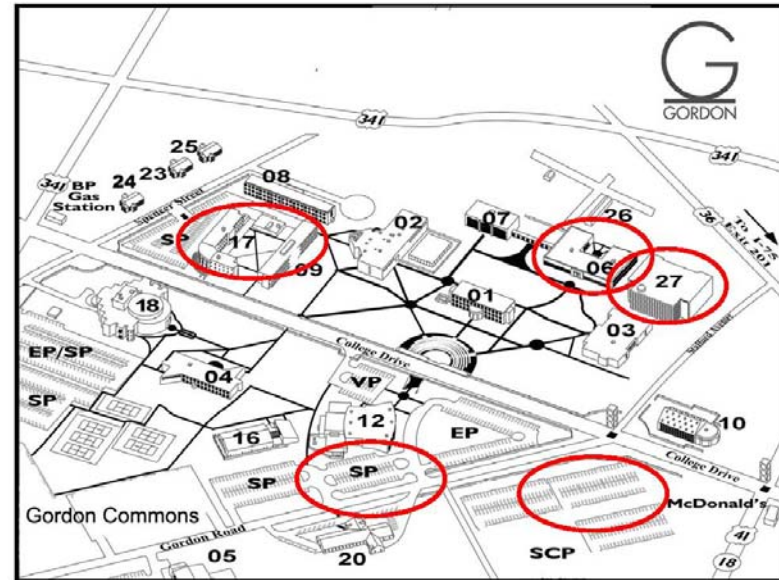 G
GORDON
341
341
341
36
To
I-75
Exit 201
25
23
24
BP
Gas
Station
Spencer Street
08
SP
17
09
02
07
26
06
27
01
03
18
College Drive
EP/SP
SP
04
VP
12
EP
16
SP
SP
10
College Drive
McDonald's
Gordon Commons
Gordon Road
05
20
SCP
41
18